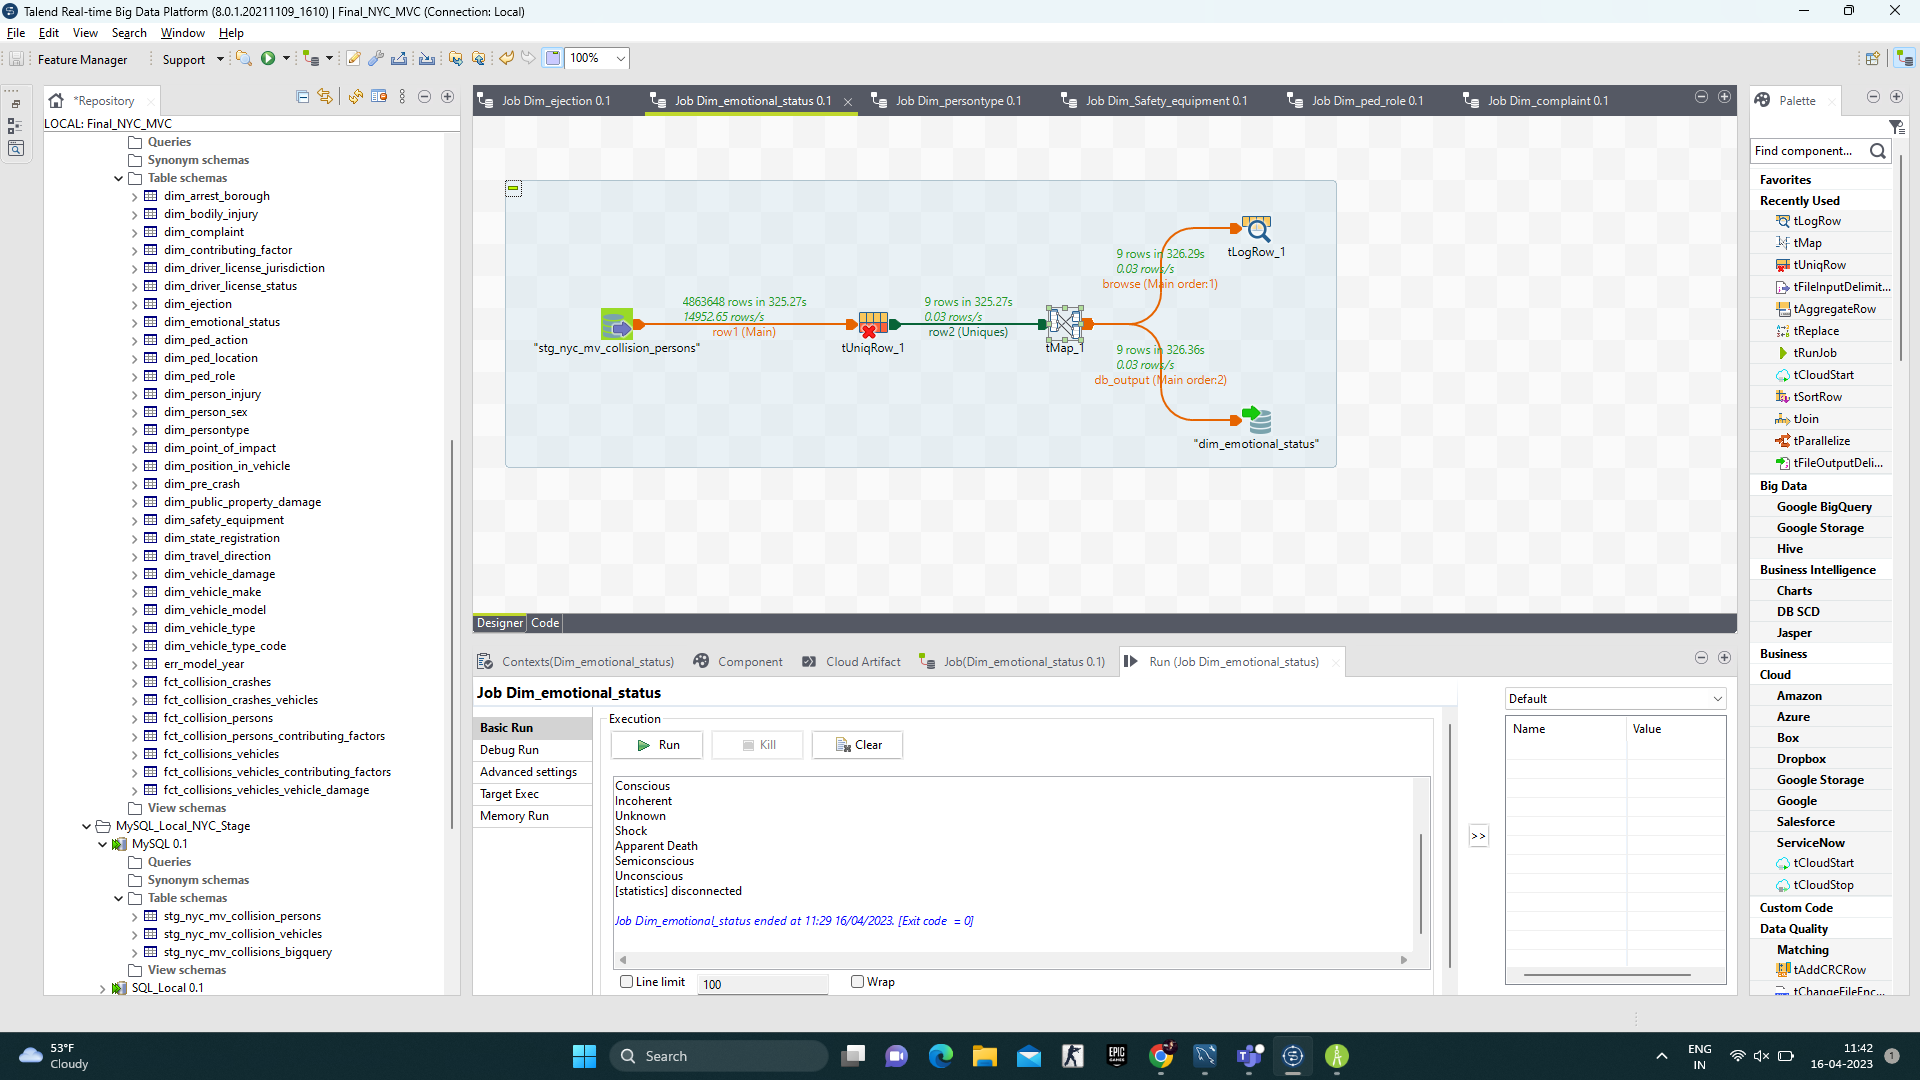 Talend Real-time Big Data Platform (8.0.1.20211109_1610) | Final_NYC_MVC (Connection: Local)
File Edit View Search Window Help
Feature Manager Support 100%
*Repository
LOCAL: Final_NYC_MVC
Queries
Synonym schemas
Table schemas
dim_arrest_borough
dim_bodily_injury
dim_complaint
dim_contributing_factor
dim_driver_license_jurisdiction
dim_driver_license_status
dim_ejection
dim_emotional_status
dim_ped_action
dim_ped_location
dim_ped_role
dim_person_injury
dim_person_sex
dim_persontype
dim_point_of_impact
dim_position_in_vehicle
dim_pre_crash
dim_public_property_damage
dim_safety_equipment
dim_state_registration
dim_travel_direction
dim_vehicle_damage
dim_vehicle_make
dim_vehicle_model
dim_vehicle_type
dim_vehicle_type_code
err_model_year
fct_collision_crashes
fct_collision_crashes_vehicles
fct_collision_persons
fct_collision_persons_contributing_factors
fct_collisions_vehicles
fct_collisions_vehicles_contributing_factors
fct_collisions_vehicles_vehicle_damage
View schemas
MySQL_Local_NYC_Stage
MySQL 0.1
Queries
Synonym schemas
Table schemas
stg_nyc_mv_collision_persons
stg_nyc_mv_collision_vehicles
stg_nyc_mv_collisions_bigquery
View schemas
SQL_Local 0.1
Job Dim_ejection 0.1 Job Dim_emotional_status 0.1 Job Dim_persontype 0.1 Job Dim_Safety_equipment 0.1 Job Dim_ped_role 0.1 Job Dim_complaint 0.1
tLogRow_1
9 rows in 326.29s
0.03 rows/s
browse (Main order:1)
4863648 rows in 325.27s
14952.65 rows/s
row1 (Main)
9 rows in 325.27s
0.03 rows/s
row2 (Uniques)
"stg_nyc_mv_collision_persons"
tUniqRow_1
tMap_1
9 rows in 326.36s
0.03 rows/s
db_output (Main order:2)
"dim_emotional_status"
Designer Code
Contexts(Dim_emotional_status) Component Cloud Artifact Job(Dim_emotional_status 0.1) Run (Job Dim_emotional_status)
Job Dim_emotional_status
Basic Run
Debug Run
Advanced settings
Target Exec
Memory Run
Execution
Run Kill Clear
Conscious
Incoherent
Unknown
Shock
Apparent Death
Semiconscious
Unconscious
[statistics] disconnected
Job Dim_emotional_status ended at 11:29 16/04/2023. [Exit code  = 0]
Line limit 100 Wrap
>>
Default
Name Value
Palette
Find component...
Favorites
Recently Used
tLogRow
tMap
tUniqRow
tFileInputDelimit...
tAggregateRow
tReplace
tRunJob
tCloudStart
tSortRow
tJoin
tParallelize
tFileOutputDeli...
Big Data
Google BigQuery
Google Storage
Hive
Business Intelligence
Charts
DB SCD
Jasper
Business
Cloud
Amazon
Azure
Box
Dropbox
Google Storage
Google
Salesforce
ServiceNow
tCloudStart
tCloudStop
Custom Code
Data Quality
Matching
tAddCRCRow
tChangeFileEnc...
53°F
Cloudy
Search
EPIC
GAMES
ENG
IN
11:42
16-04-2023
1